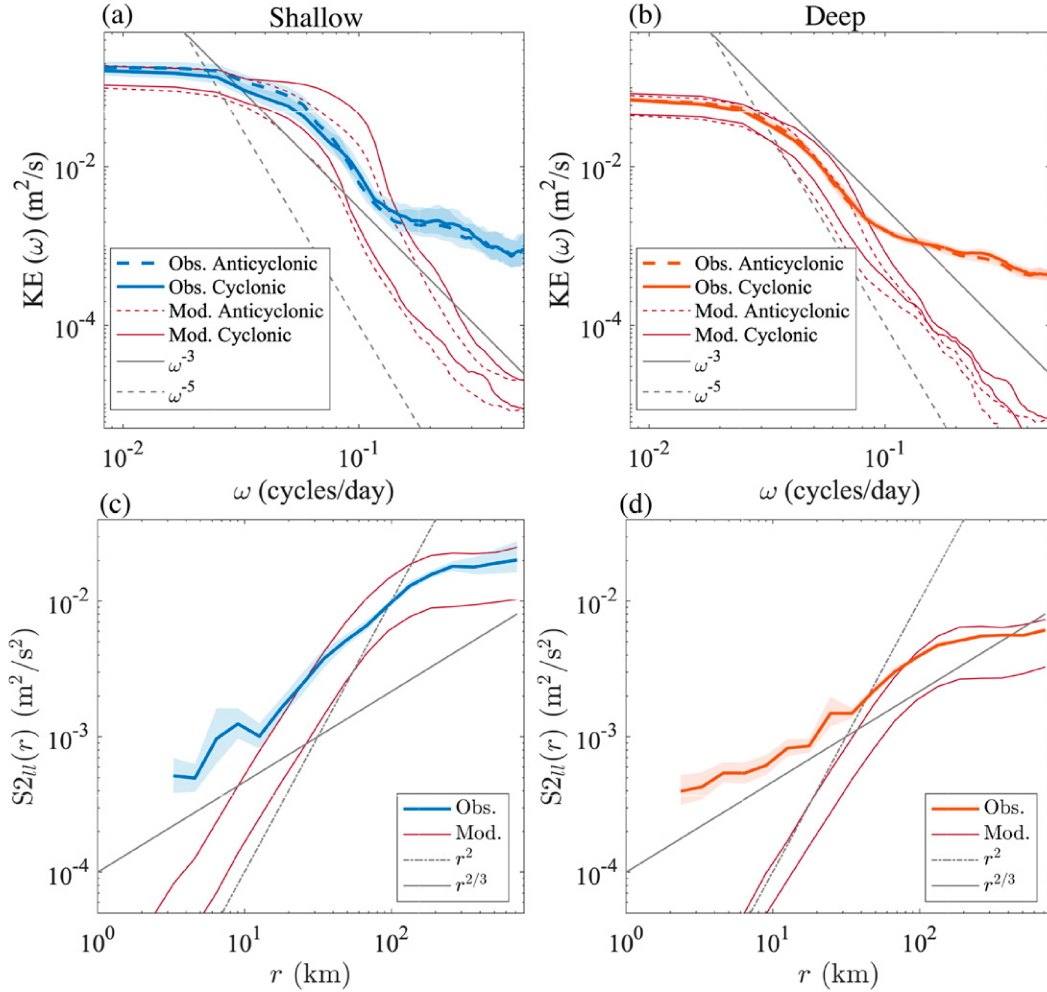 (a) Shallow
(b) Deep
KE (ω) (m²/s)
10⁻²
10⁻⁴
Obs. Anticyclonic
Obs. Cyclonic
Mod. Anticyclonic
Mod. Cyclonic
ω⁻³
ω⁻⁵
10⁻²
10⁻¹
ω (cycles/day)
KE (ω) (m²/s)
10⁻²
10⁻⁴
Obs. Anticyclonic
Obs. Cyclonic
Mod. Anticyclonic
Mod. Cyclonic
ω⁻³
ω⁻⁵
10⁻²
10⁻¹
ω (cycles/day)
(c)
S2ₗₗ(r) (m²/s²)
10⁻²
10⁻³
10⁻⁴
Obs.
Mod.
r²
r²ᐟ³
10⁰
10¹
10²
r (km)
(d)
S2ₗₗ(r) (m²/s²)
10⁻²
10⁻³
10⁻⁴
Obs.
Mod.
r²
r²ᐟ³
10⁰
10¹
10²
r (km)